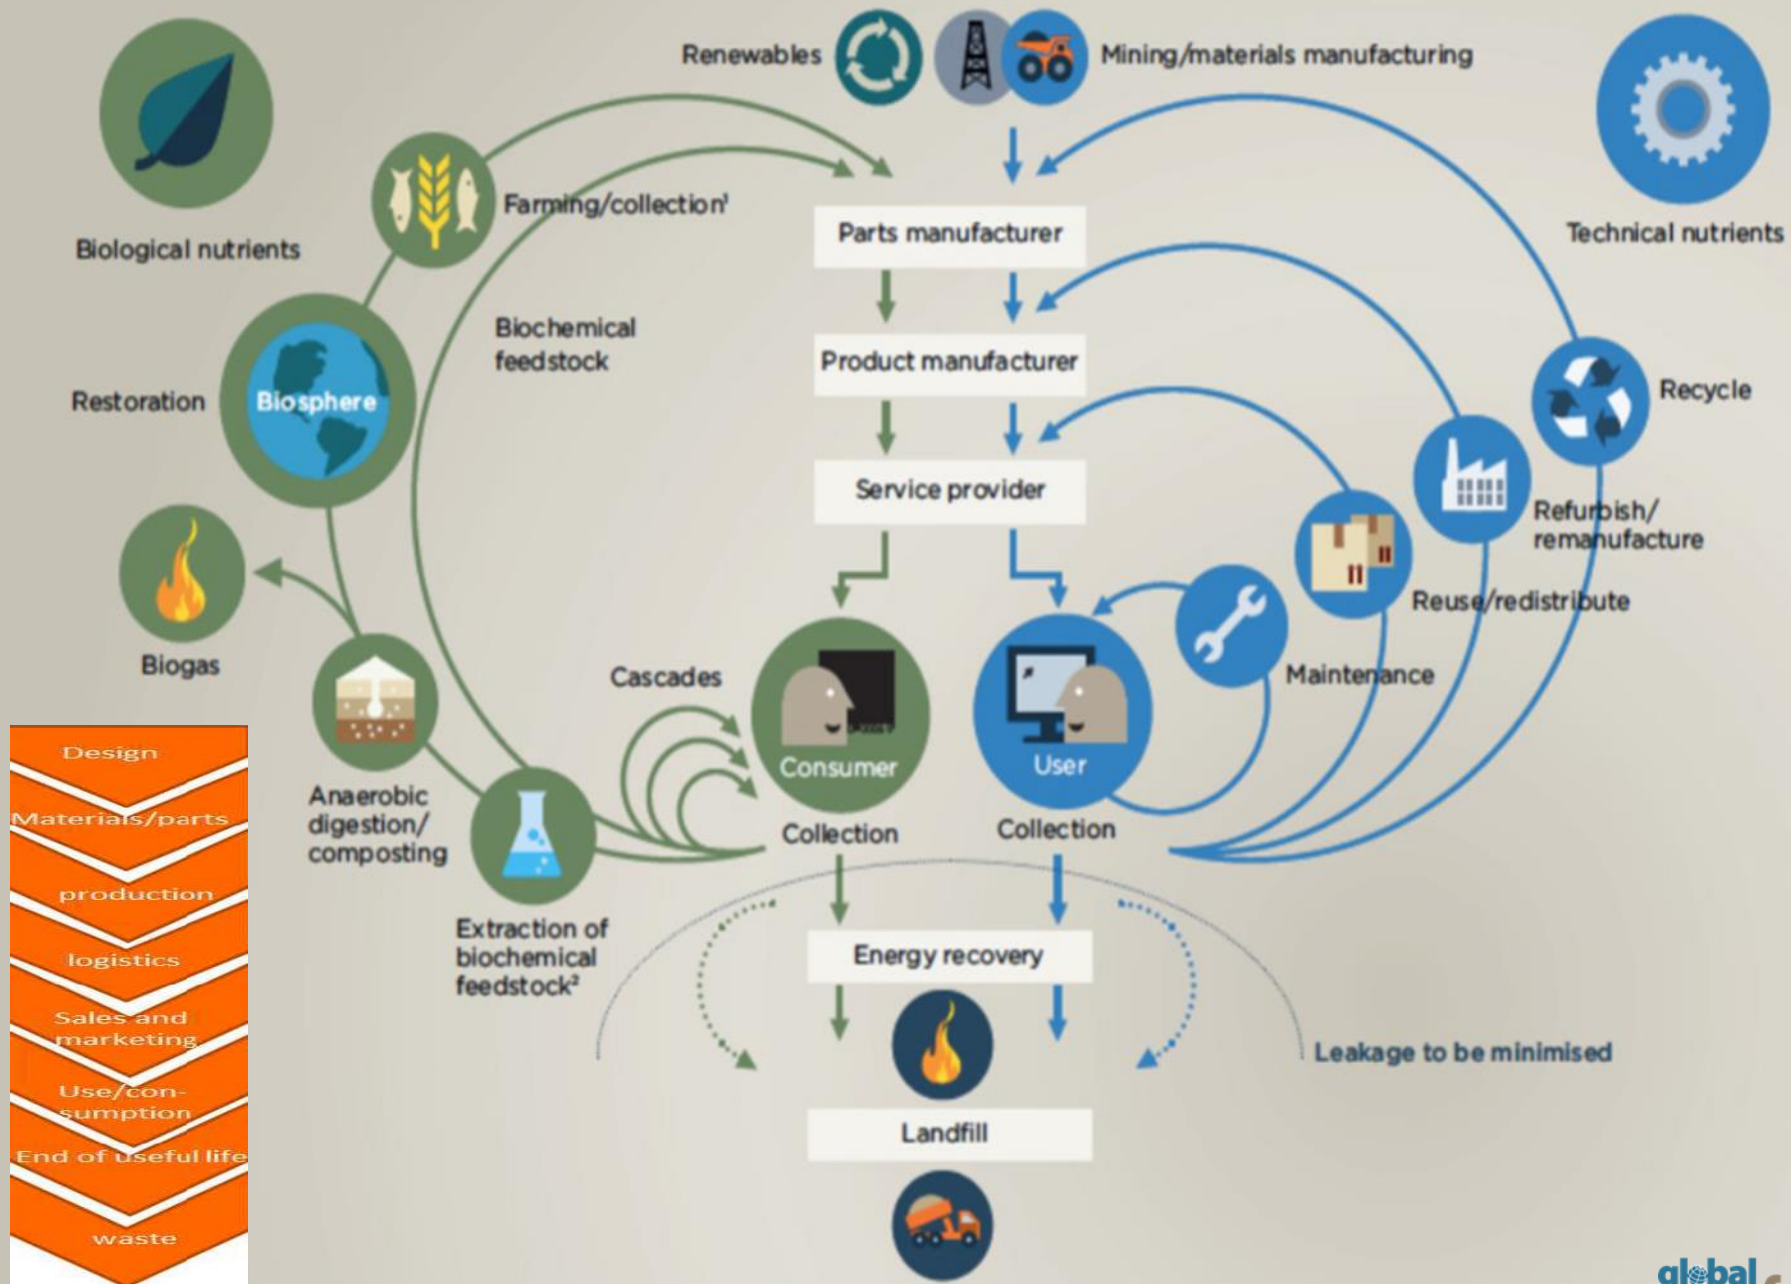 Renewables
Mining/materials manufacturing
Biological nutrients
Technical nutrients
Farming/collection¹
Parts manufacturer
Biochemical
feedstock
Product manufacturer
Restoration
Biosphere
Recycle
Service provider
Refurbish/
remanufacture
Reuse/redistribute
Biogas
Cascades
Maintenance
Consumer
User
Collection
Collection
Anaerobic
digestion/
composting
Extraction of
biochemical
feedstock²
Energy recovery
Leakage to be minimised
Landfill
Design
Materials/parts
production
logistics
Sales and
marketing
Use/con-
sumption
End of useful life
waste
global